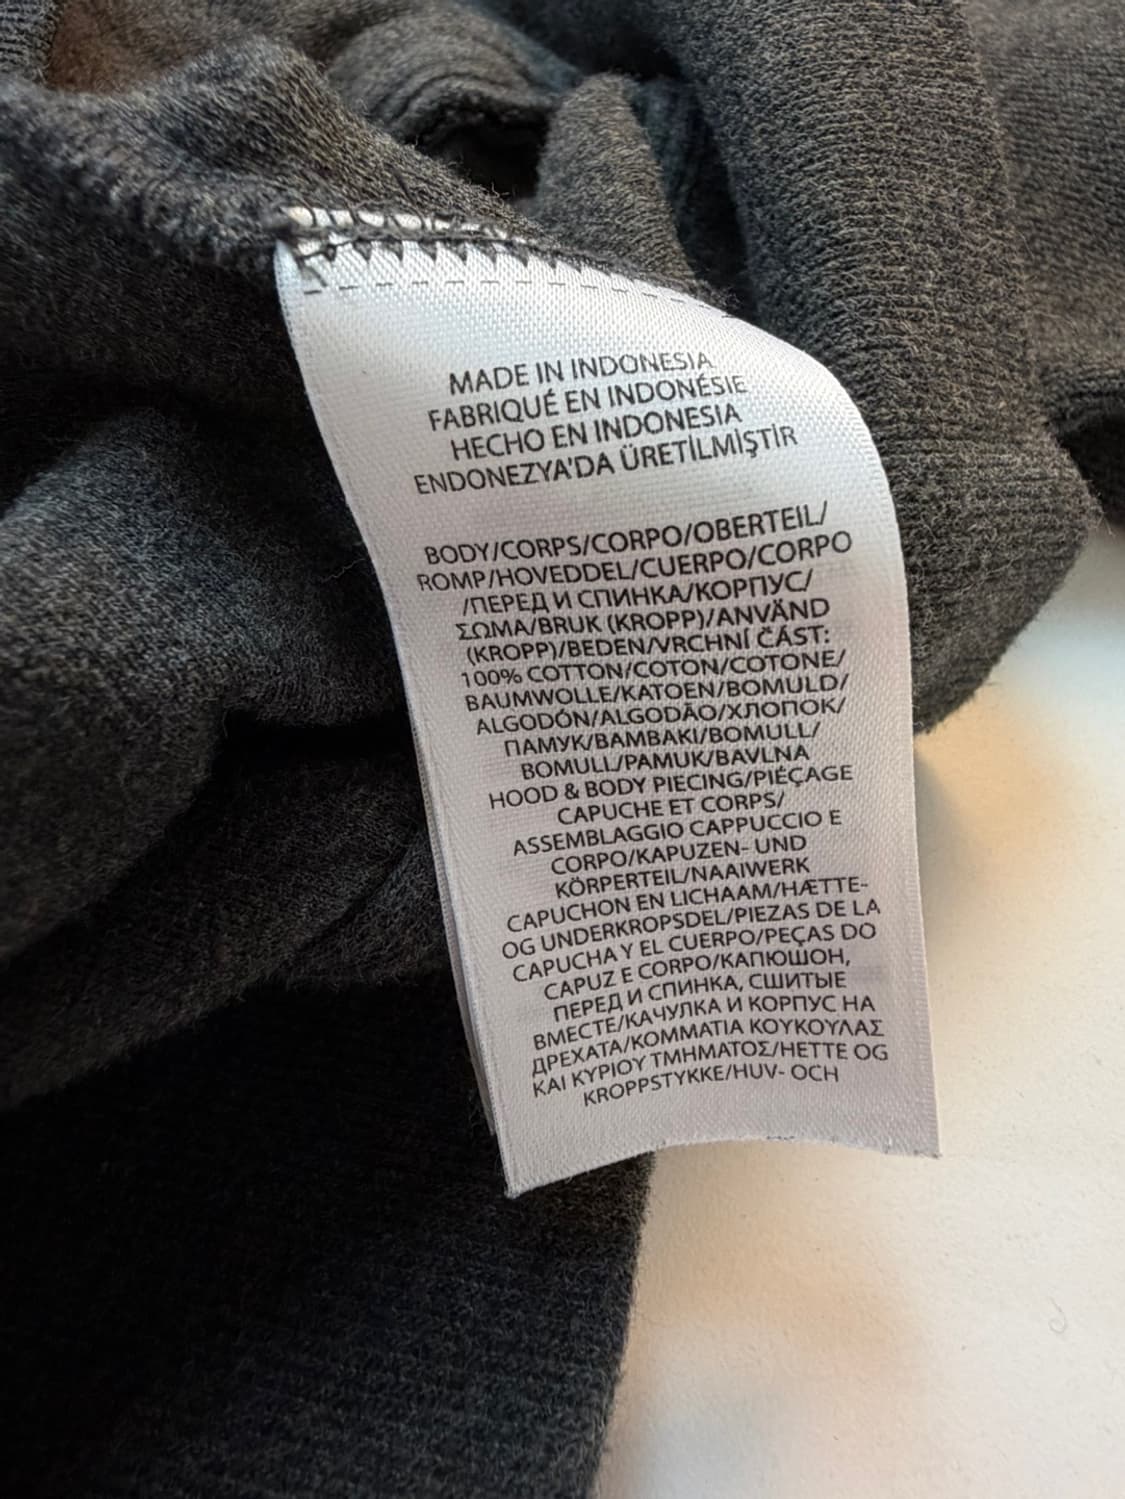 MADE IN INDONESIA
FABRIQUÉ EN INDONÉSIE
HECHO EN INDONESIA
ENDONEZYA'DA ÜRETİLMİŞTİR
BODY/CORPS/CORPO/OBERTEIL/
ROMP/HOVEDDEL/CUERPO/CORPO
/ПЕРЕД И СПИНКА/КОРПУС/
ΣΩΜΑ/BRUK (KROPP)/ANVÄND
(KROPP)/BEDEN/VRCHNÍ ČÁST:
100% COTTON/COTON/COTONE/
BAUMWOLLE/KATOEN/BOMULD/
ALGODÓN/ALGODÃO/ХЛОПОК/
ПАМУК/ΒΑΜΒΑΚΙ/BOMULL/
BOMULL/PAMUK/BAVLNA
HOOD & BODY PIECING/PIÉÇAGE
CAPUCHE ET CORPS/
ASSEMBLAGGIO CAPPUCCIO E
CORPO/KAPUZEN- UND
KÖRPERTEIL/NAAIWERK
CAPUCHON EN LICHAAM/HÆTTE-
OG UNDERKROPSDEL/PIEZAS DE LA
CAPUCHA Y EL CUERPO/PEÇAS DO
CAPUZ E CORPO/КАПЮШОН,
ПЕРЕД И СПИНКА, СШИТЫЕ
ВМЕСТЕ/КАЧУЛКА И КОРПУС НА
ДРЕХАТА/ΚΟΜΜΑΤΙΑ ΚΟΥΚΟΥΛΑΣ
ΚΑΙ ΚΥΡΙΟΥ ΤΜΗΜΑΤΟΣ/HETTE OG
KROPPSTYKKE/HUV- OCH